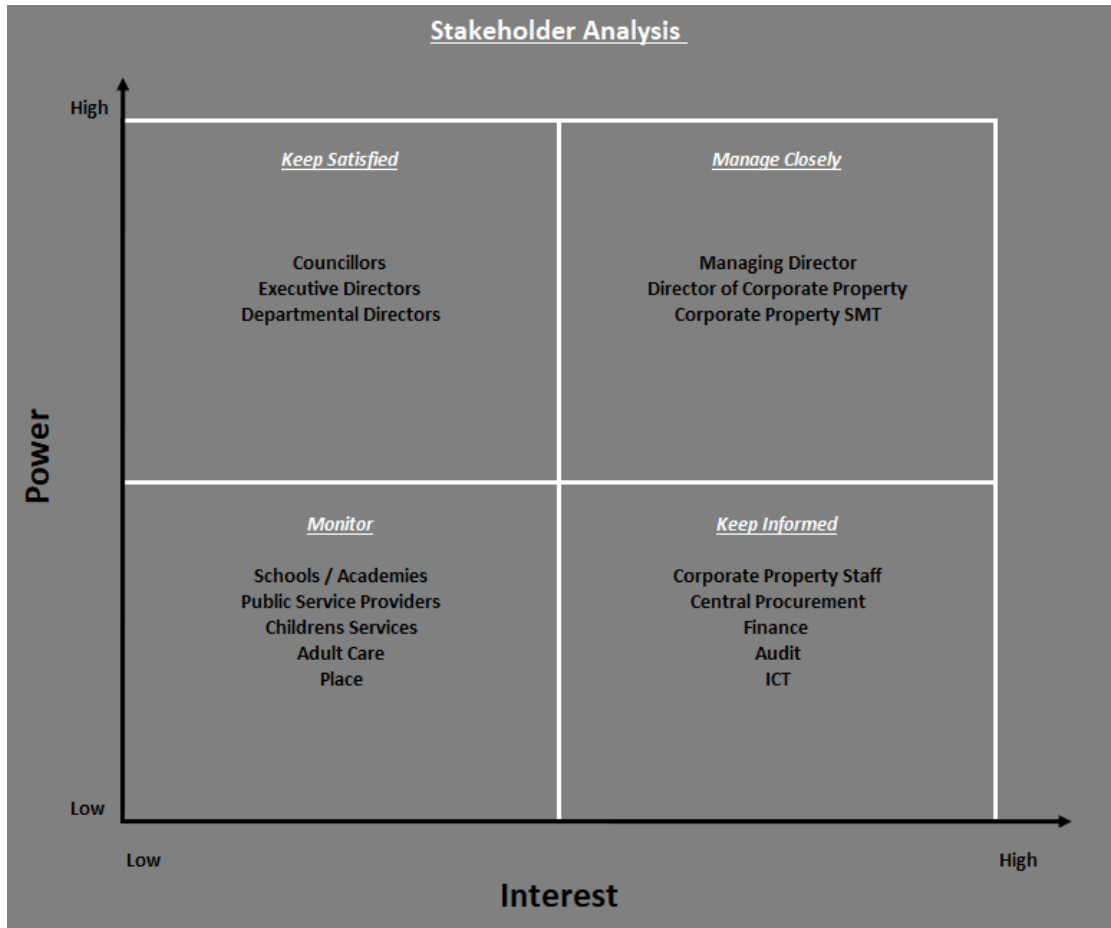 Stakeholder Analysis
High
Keep Satisfied
Councillors
Executive Directors
Departmental Directors
Manage Closely
Managing Director
Director of Corporate Property
Corporate Property SMT
Power
Monitor
Schools / Academies
Public Service Providers
Childrens Services
Adult Care
Place
Keep Informed
Corporate Property Staff
Central Procurement
Finance
Audit
ICT
Low
Low
High
Interest